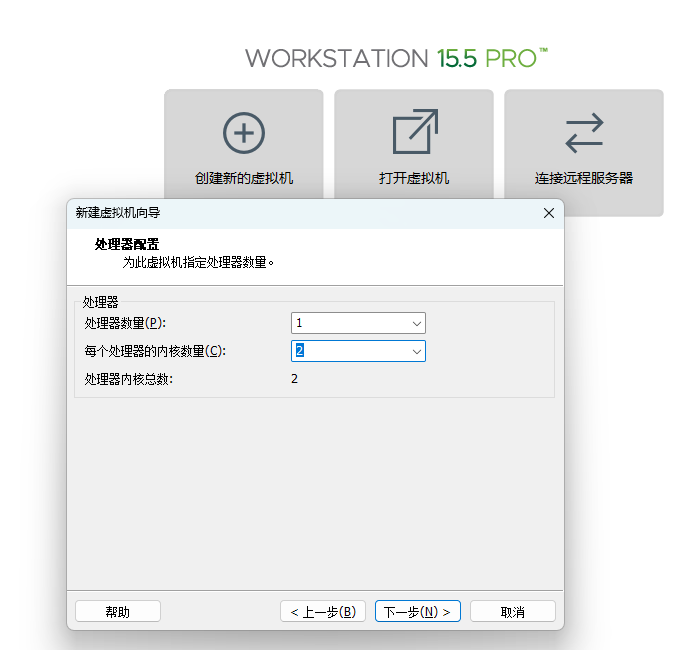 WORKSTATION 15.5 PRO™
创建新的虚拟机
打开虚拟机
连接远程服务器
新建虚拟机向导
处理器配置
为此虚拟机指定处理器数量。
处理器
处理器数量(P): 1
每个处理器的内核数量(C): 2
处理器内核总数: 2
帮助
< 上一步(B)
下一步(N) >
取消